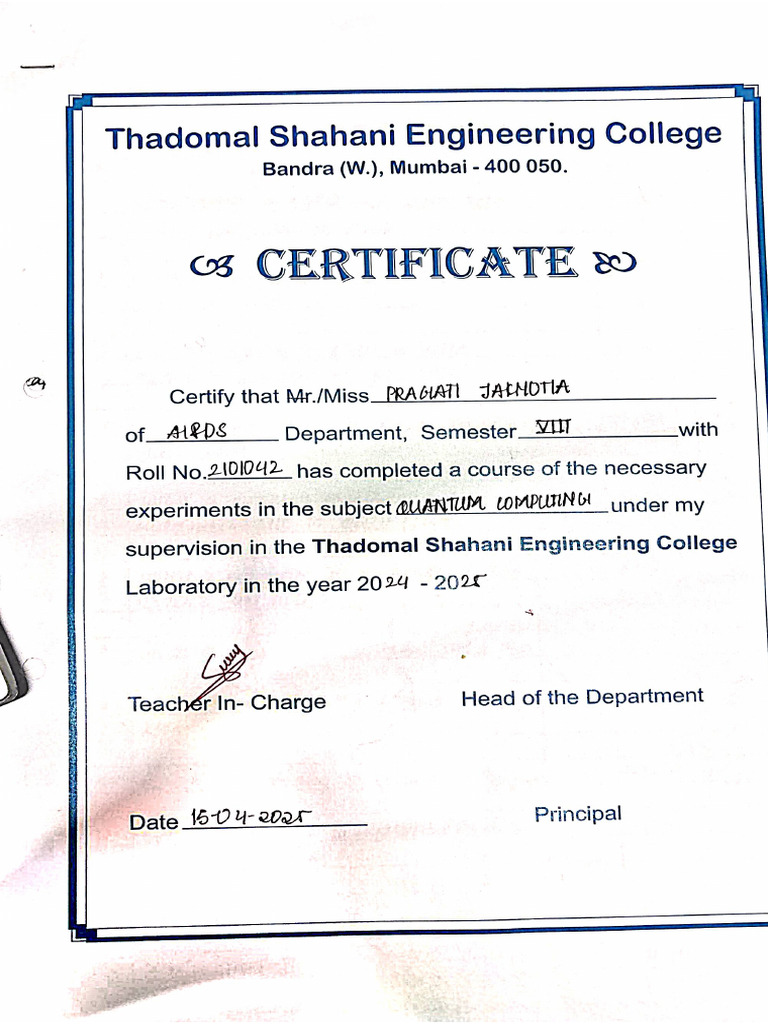 Thadomal Shahani Engineering College
Bandra (W.), Mumbai - 400 050.
CERTIFICATE
Certify that Mr./Miss PRAGATI JAKHOTIA
of AI&DS Department, Semester VIII with
Roll No. 2101042 has completed a course of the necessary
experiments in the subject QUANTUM COMPUTING under my
supervision in the Thadomal Shahani Engineering College
Laboratory in the year 2024 - 2025
Teacher In- Charge Head of the Department
Date 15-04-2025 Principal